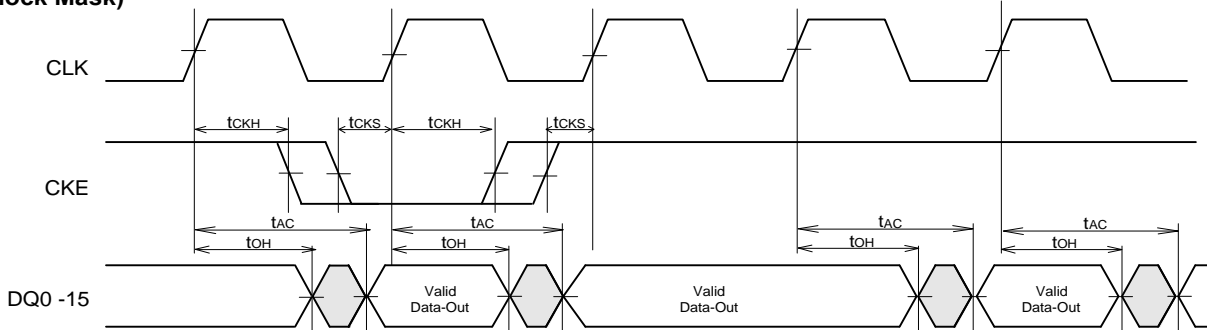 lock Mask)
CLK
tCKH tCKS tCKH tCKS
CKE
tAC tAC tAC tAC
tOH tOH tOH tOH
DQ0 -15
Valid Data-Out
Valid Data-Out
Valid Data-Out